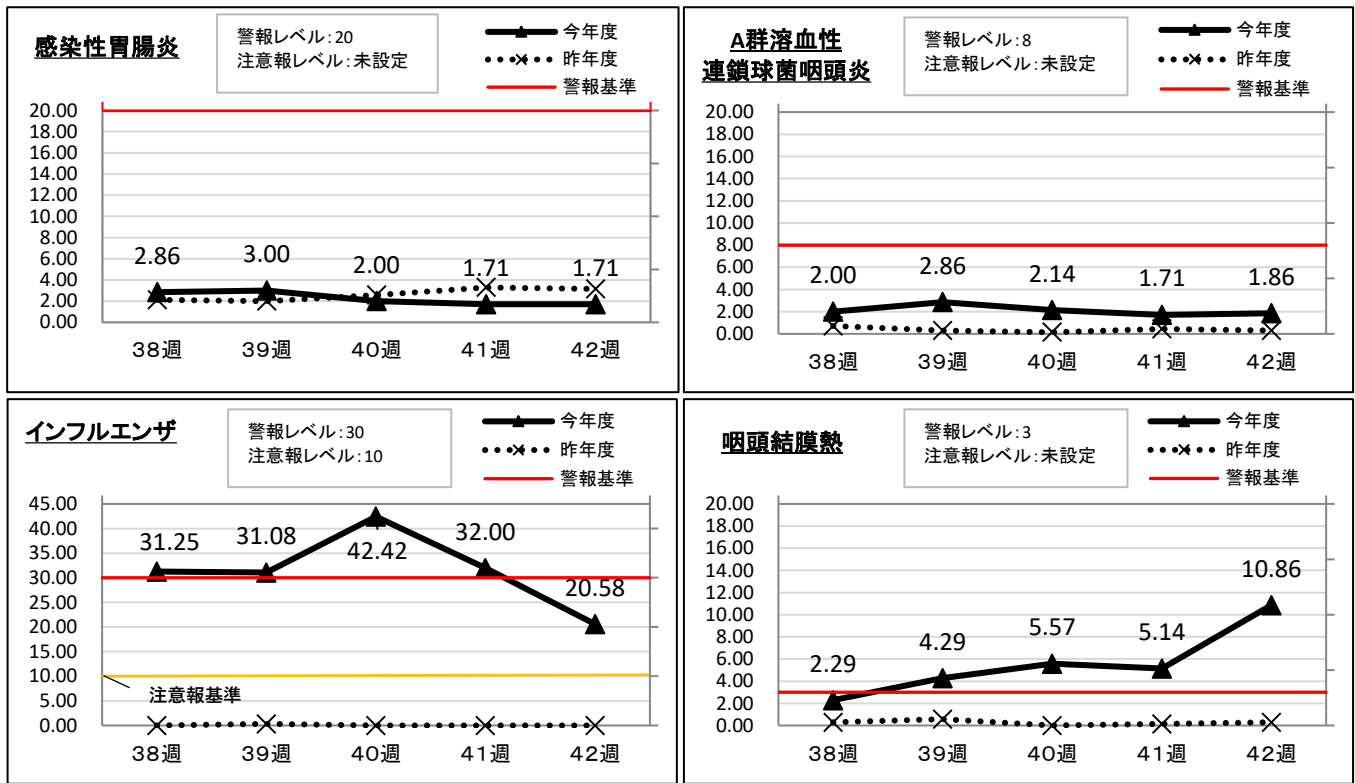 感染性胃腸炎
警報レベル:20
注意報レベル:未設定
今年度
昨年度
警報基準
20.00
18.00
16.00
14.00
12.00
10.00
8.00
6.00
4.00
2.00
0.00
2.86 3.00 2.00 1.71 1.71
38週 39週 40週 41週 42週
A群溶血性
連鎖球菌咽頭炎
警報レベル:8
注意報レベル:未設定
今年度
昨年度
警報基準
20.00
18.00
16.00
14.00
12.00
10.00
8.00
6.00
4.00
2.00
0.00
2.00 2.86 2.14 1.71 1.86
38週 39週 40週 41週 42週
インフルエンザ
警報レベル:30
注意報レベル:10
今年度
昨年度
警報基準
45.00
40.00
35.00
30.00
25.00
20.00
15.00
10.00
5.00
0.00
31.25 31.08 42.42 32.00 20.58
注意報基準
38週 39週 40週 41週 42週
咽頭結膜熱
警報レベル:3
注意報レベル:未設定
今年度
昨年度
警報基準
20.00
18.00
16.00
14.00
12.00
10.00
8.00
6.00
4.00
2.00
0.00
2.29 4.29 5.57 5.14 10.86
38週 39週 40週 41週 42週